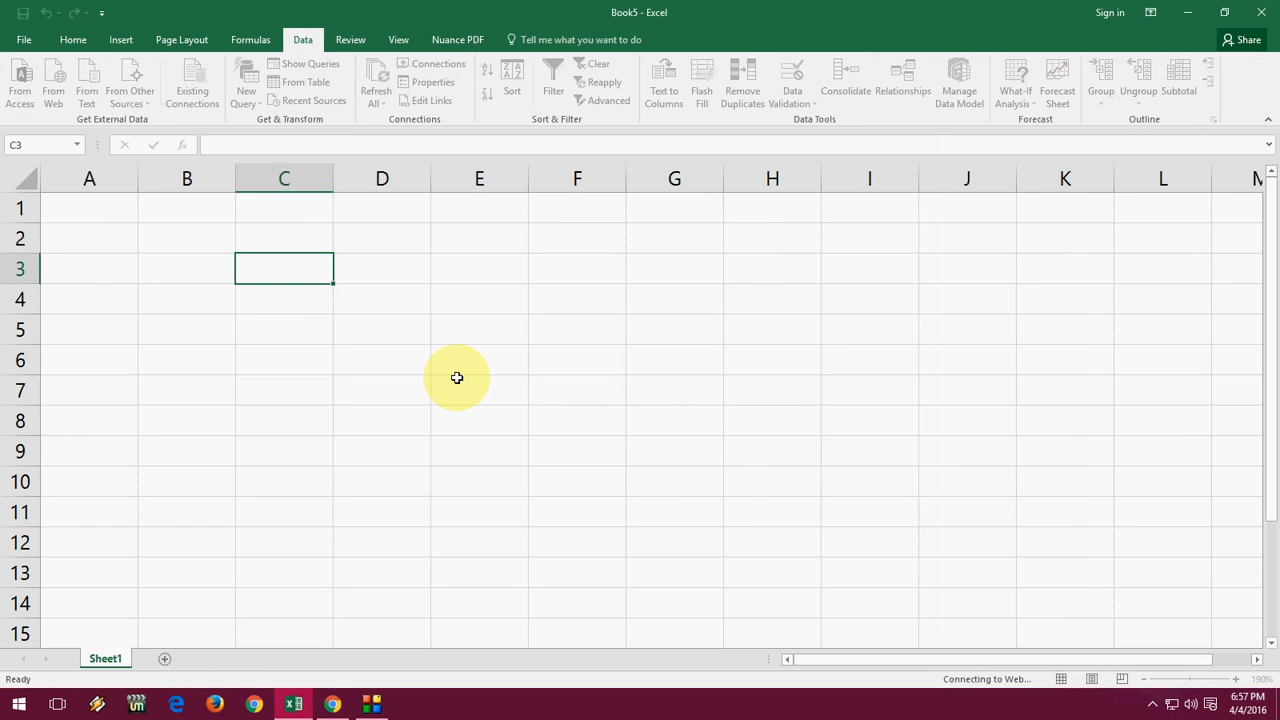 Book5 - Excel
Sign in
File Home Insert Page Layout Formulas Data Review View Nuance PDF Tell me what you want to do Share
From Access
From Web
From Text
From Other Sources
Existing Connections
Get External Data
New Query
Show Queries
From Table
Recent Sources
Get & Transform
Refresh All
Connections
Properties
Edit Links
Connections
Sort
Filter
Clear
Reapply
Advanced
Sort & Filter
Text to Columns
Flash Fill
Remove Duplicates
Data Validation
Consolidate
Relationships
Manage Data Model
Data Tools
What-If Analysis
Forecast Sheet
Forecast
Group
Ungroup
Subtotal
Outline
C3
fx
A B C D E F G H I J K L M
1
2
3
4
5
6
7
8
9
10
11
12
13
14
15
Sheet1
Ready
Connecting to Web...
190%
6:57 PM
4/4/2016